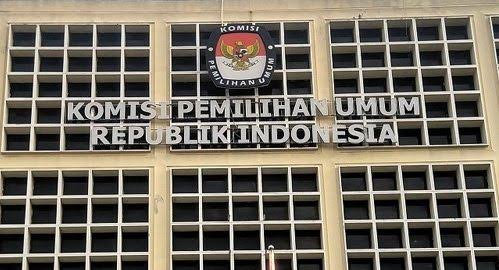 KOMISI
PEMILIHAN UMUM
KOMISI PEMILIHAN UMUM
REPUBLIK INDONESIA